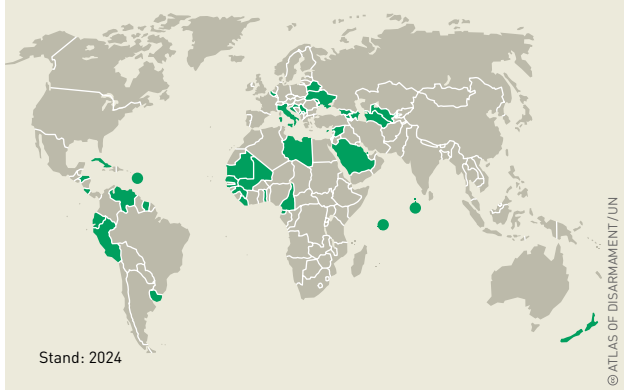 Stand: 2024
🅭 ATLAS OF DISARMAMENT / UN